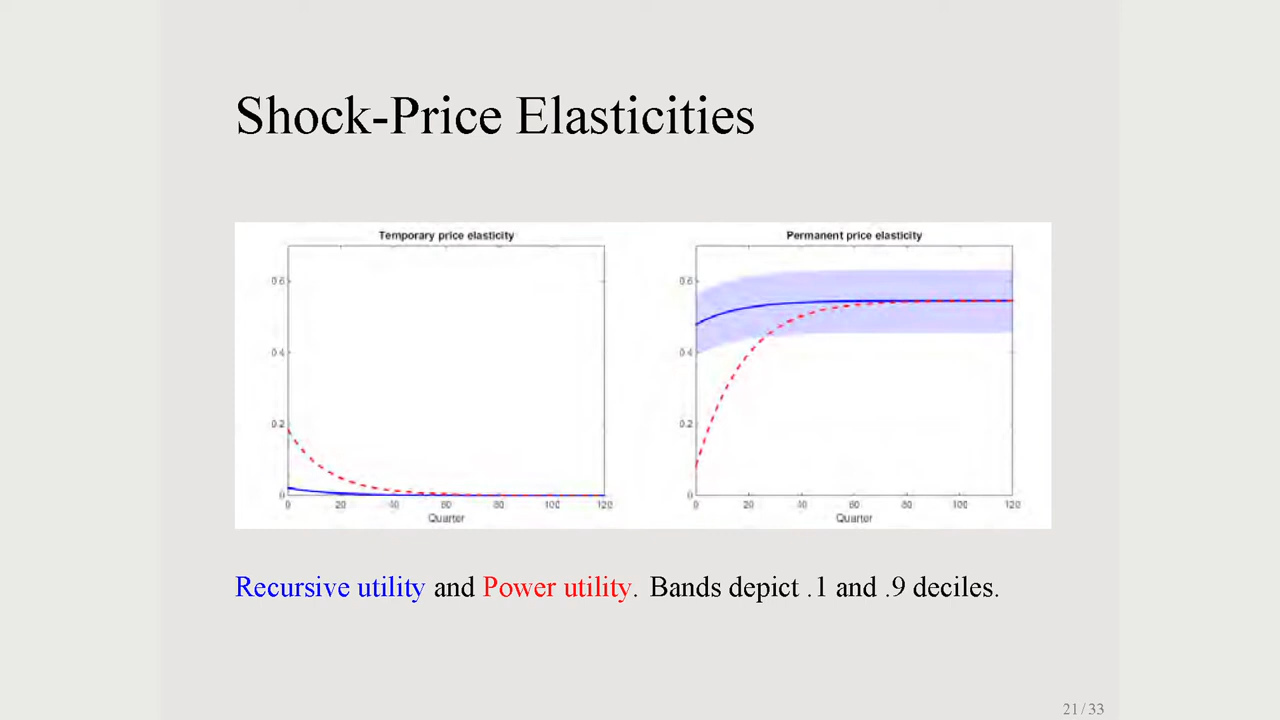 Shock-Price Elasticities
Temporary price elasticity
0.6
0.4
0.2
0
0 20 40 60 80 100 120
Quarter
Permanent price elasticity
0.6
0.4
0.2
0
0 20 40 60 80 100 120
Quarter
Recursive utility and Power utility. Bands depict .1 and .9 deciles.
21 / 33